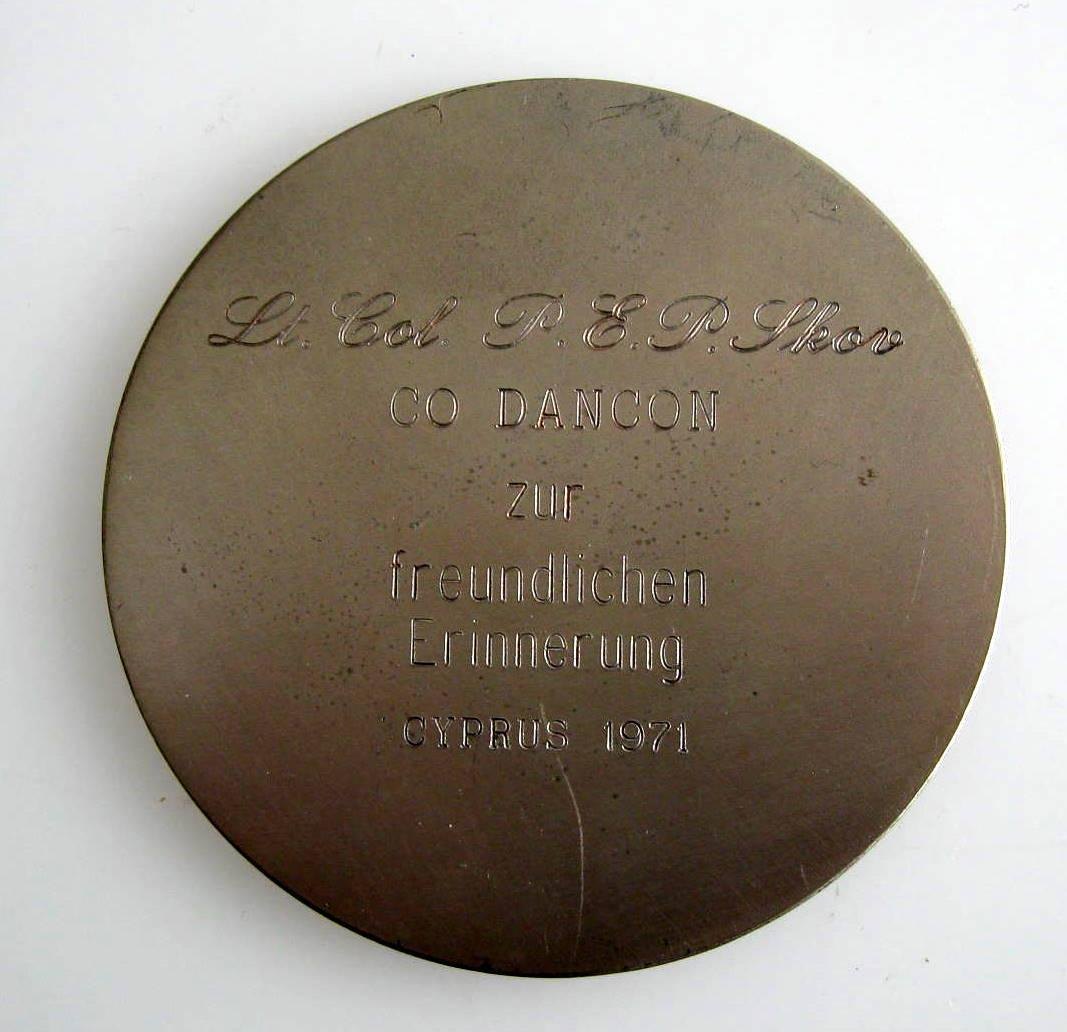 Lt. Col. P. E. P. Skov
CO DANCON
zur
freundlichen
Erinnerung
CYPRUS 1971